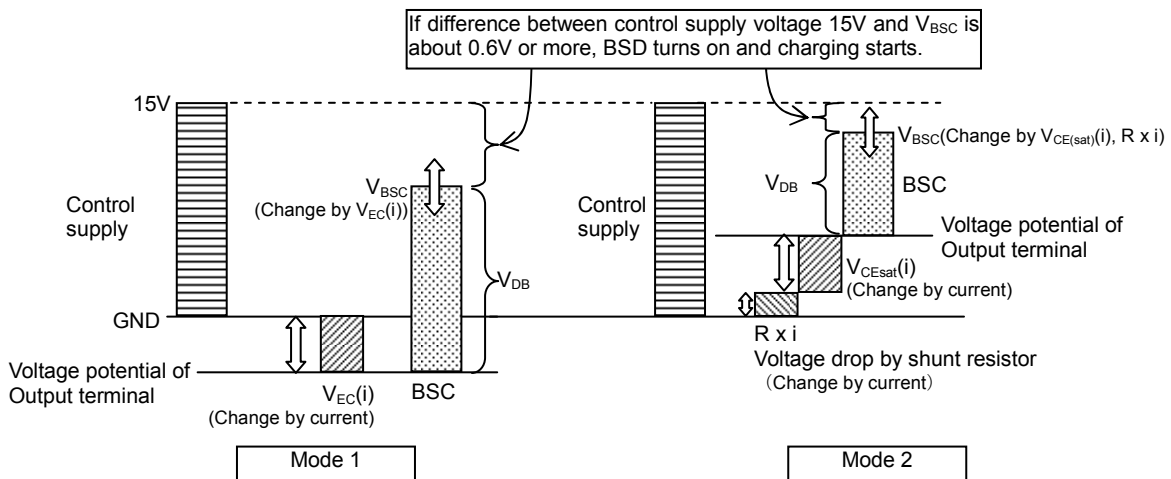 If difference between control supply voltage 15V and VBSC is
about 0.6V or more, BSD turns on and charging starts.
15V
Control
supply
GND
Voltage potential of
Output terminal
VEC(i)
(Change by current)
VBSC
(Change by VEC(i))
VDB
BSC
Mode 1
Control
supply
VBSC(Change by VCE(sat)(i), R x i)
VDB
BSC
Voltage potential of
Output terminal
VCEsat(i)
(Change by current)
R x i
Voltage drop by shunt resistor
（Change by current）
Mode 2